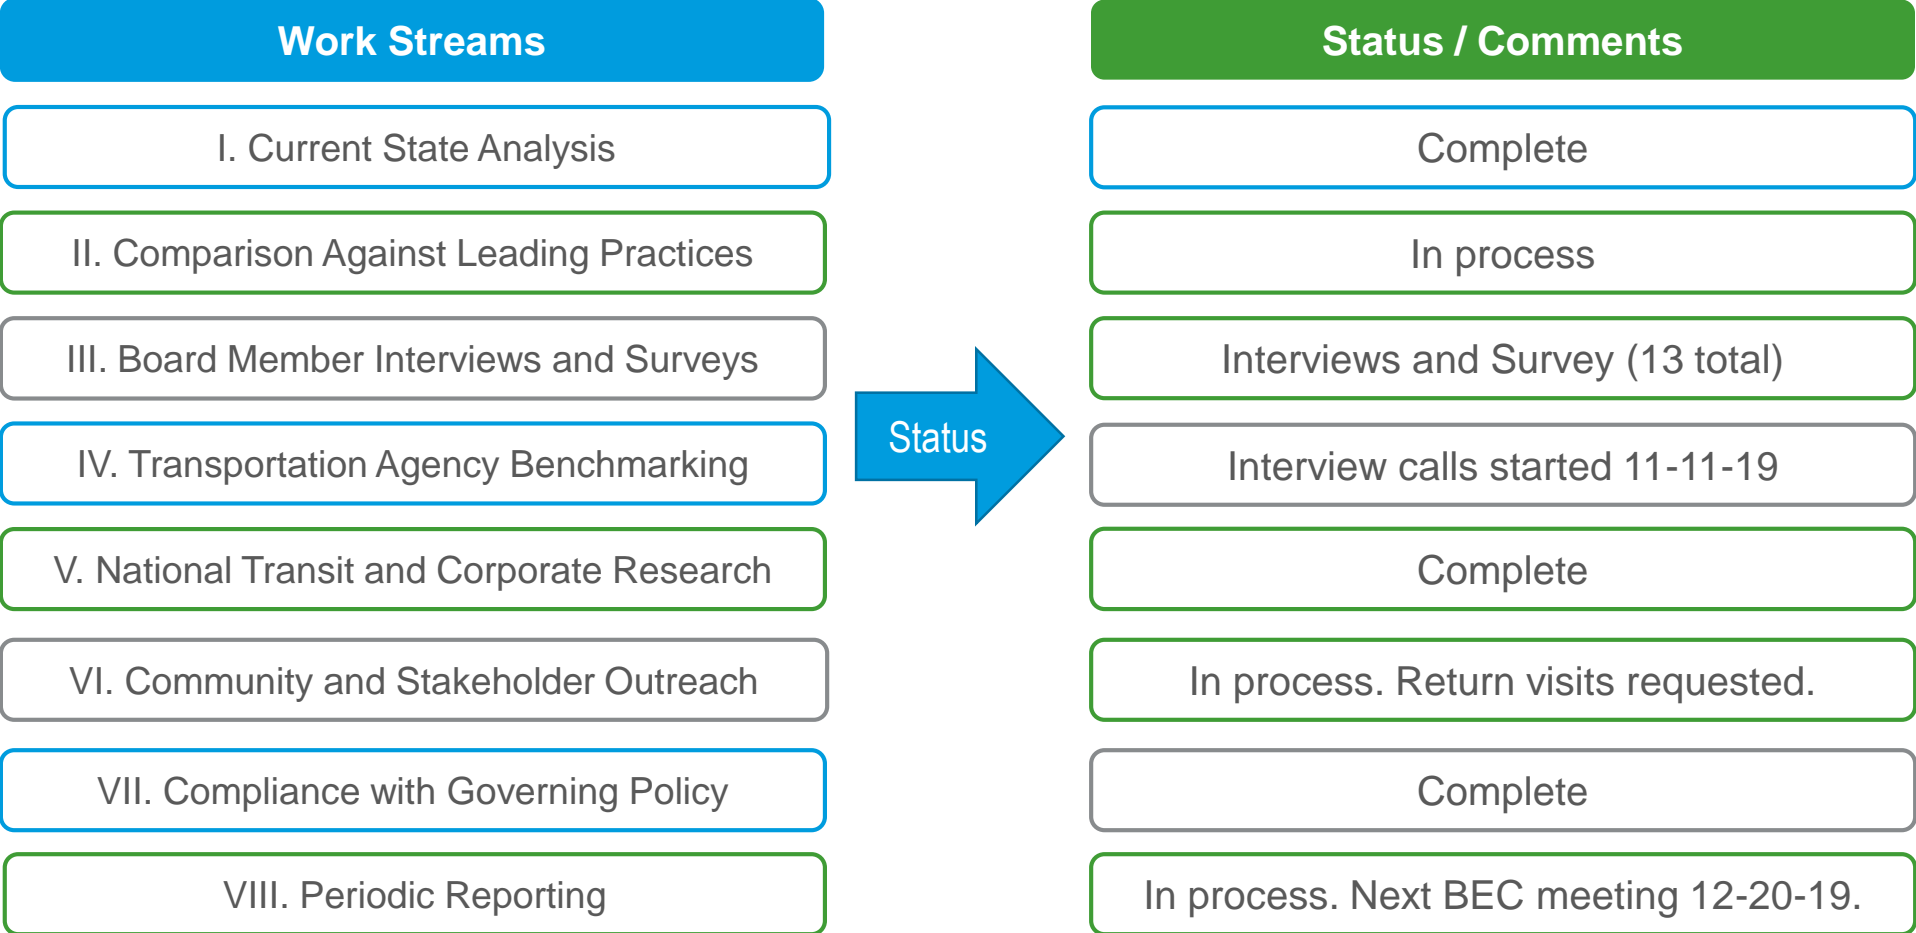 Work Streams
Status / Comments
I. Current State Analysis
Complete
II. Comparison Against Leading Practices
In process
III. Board Member Interviews and Surveys
Interviews and Survey (13 total)
Status
IV. Transportation Agency Benchmarking
Interview calls started 11-11-19
V. National Transit and Corporate Research
Complete
VI. Community and Stakeholder Outreach
In process. Return visits requested.
VII. Compliance with Governing Policy
Complete
VIII. Periodic Reporting
In process. Next BEC meeting 12-20-19.